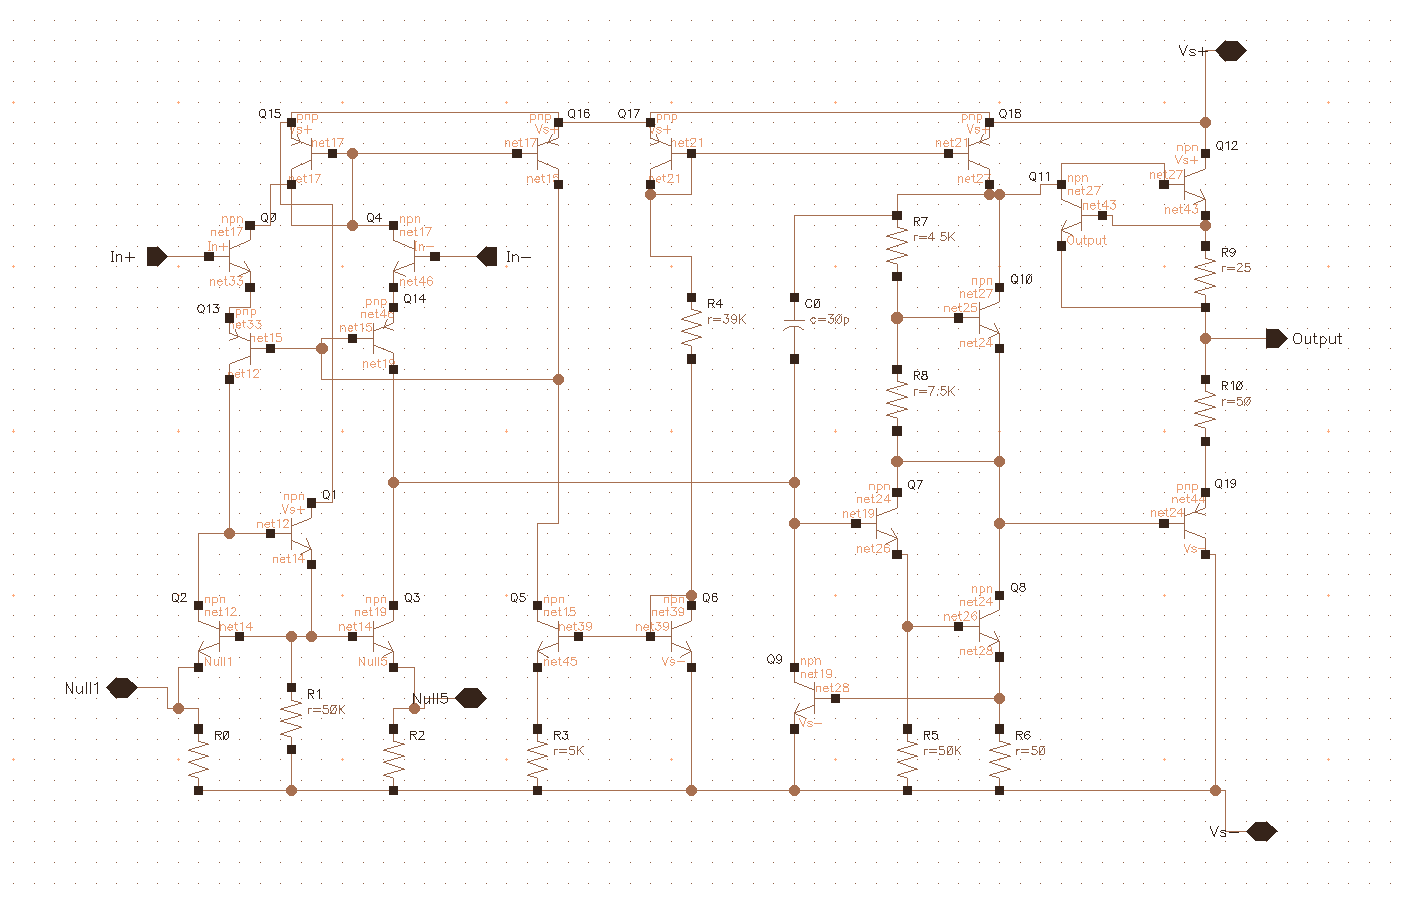 Vs+
Q15
pnp
Vs+
net17
net17
pnp
Q16
Vs+
net17
net15
Q17
pnp
Vs+
net21
net21
pnp
Q18
Vs+
net21
net27
npn
Q12
Vs+
net27
net43
Q11
npn
net27
net43
Output
npn
Q0
net17
In+
net33
In+
Q4
npn
net17
In-
net46
In-
R7
r=4.5K
R9
r=25
Q13
pnp
net33
net15
net12
pnp
Q14
net46
net15
net19
R4
r=39K
C0
c=30p
npn
Q10
net27
net25
net24
Output
R8
r=7.5K
R10
r=50
npn
Q1
Vs+
net12
net14
npn
Q7
net24
net19
net26
pnp
Q19
net44
net24
Vs-
Q2
npn
net12
net14
Null1
npn
Q3
net19
net14
Null5
Q5
npn
net15
net39
net45
npn
Q6
net39
net39
Vs-
npn
Q8
net24
net26
net28
Q9
npn
net19
net28
Vs-
Null1
R1
r=50K
Null5
R0
R2
R3
r=5K
R5
r=50K
R6
r=50
Vs-